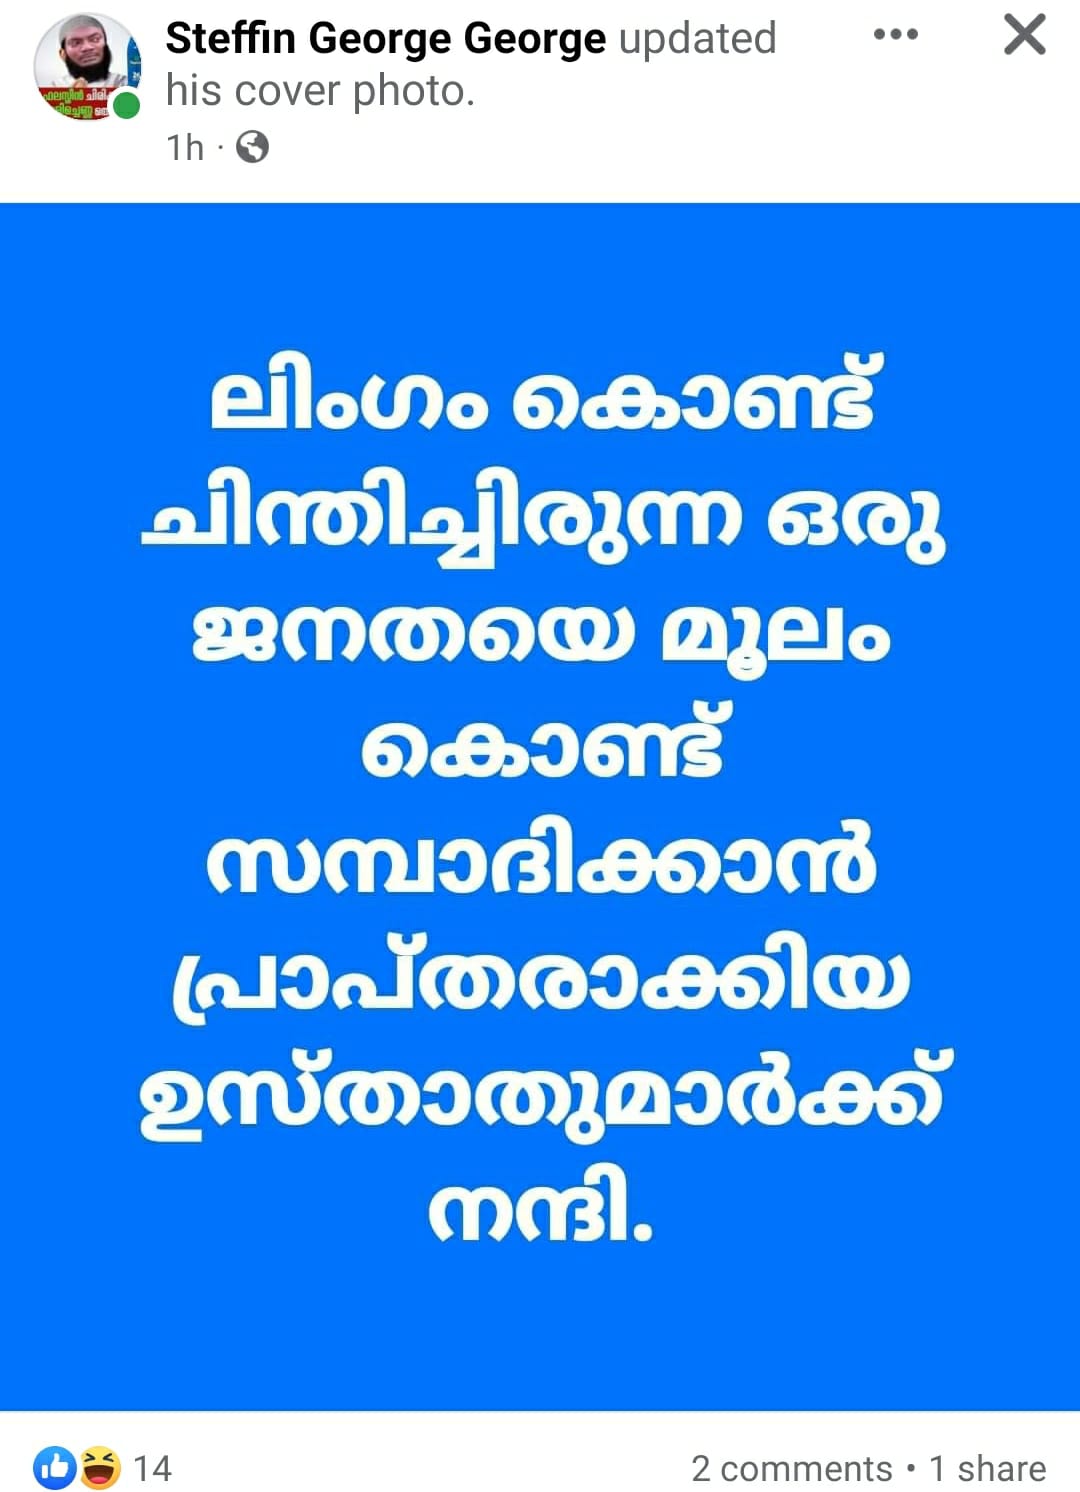 Steffin George George updated
his cover photo.
1h
ലിംഗം കൊണ്ട്
ചിന്തിച്ചിരുന്ന ഒരു
ജനതയെ മൂലം
കൊണ്ട്
സമ്പാദിക്കാൻ
പ്രാപ്തരാക്കിയ
ഉസ്താതുമാർക്ക്
നന്ദി.
14
2 comments • 1 share